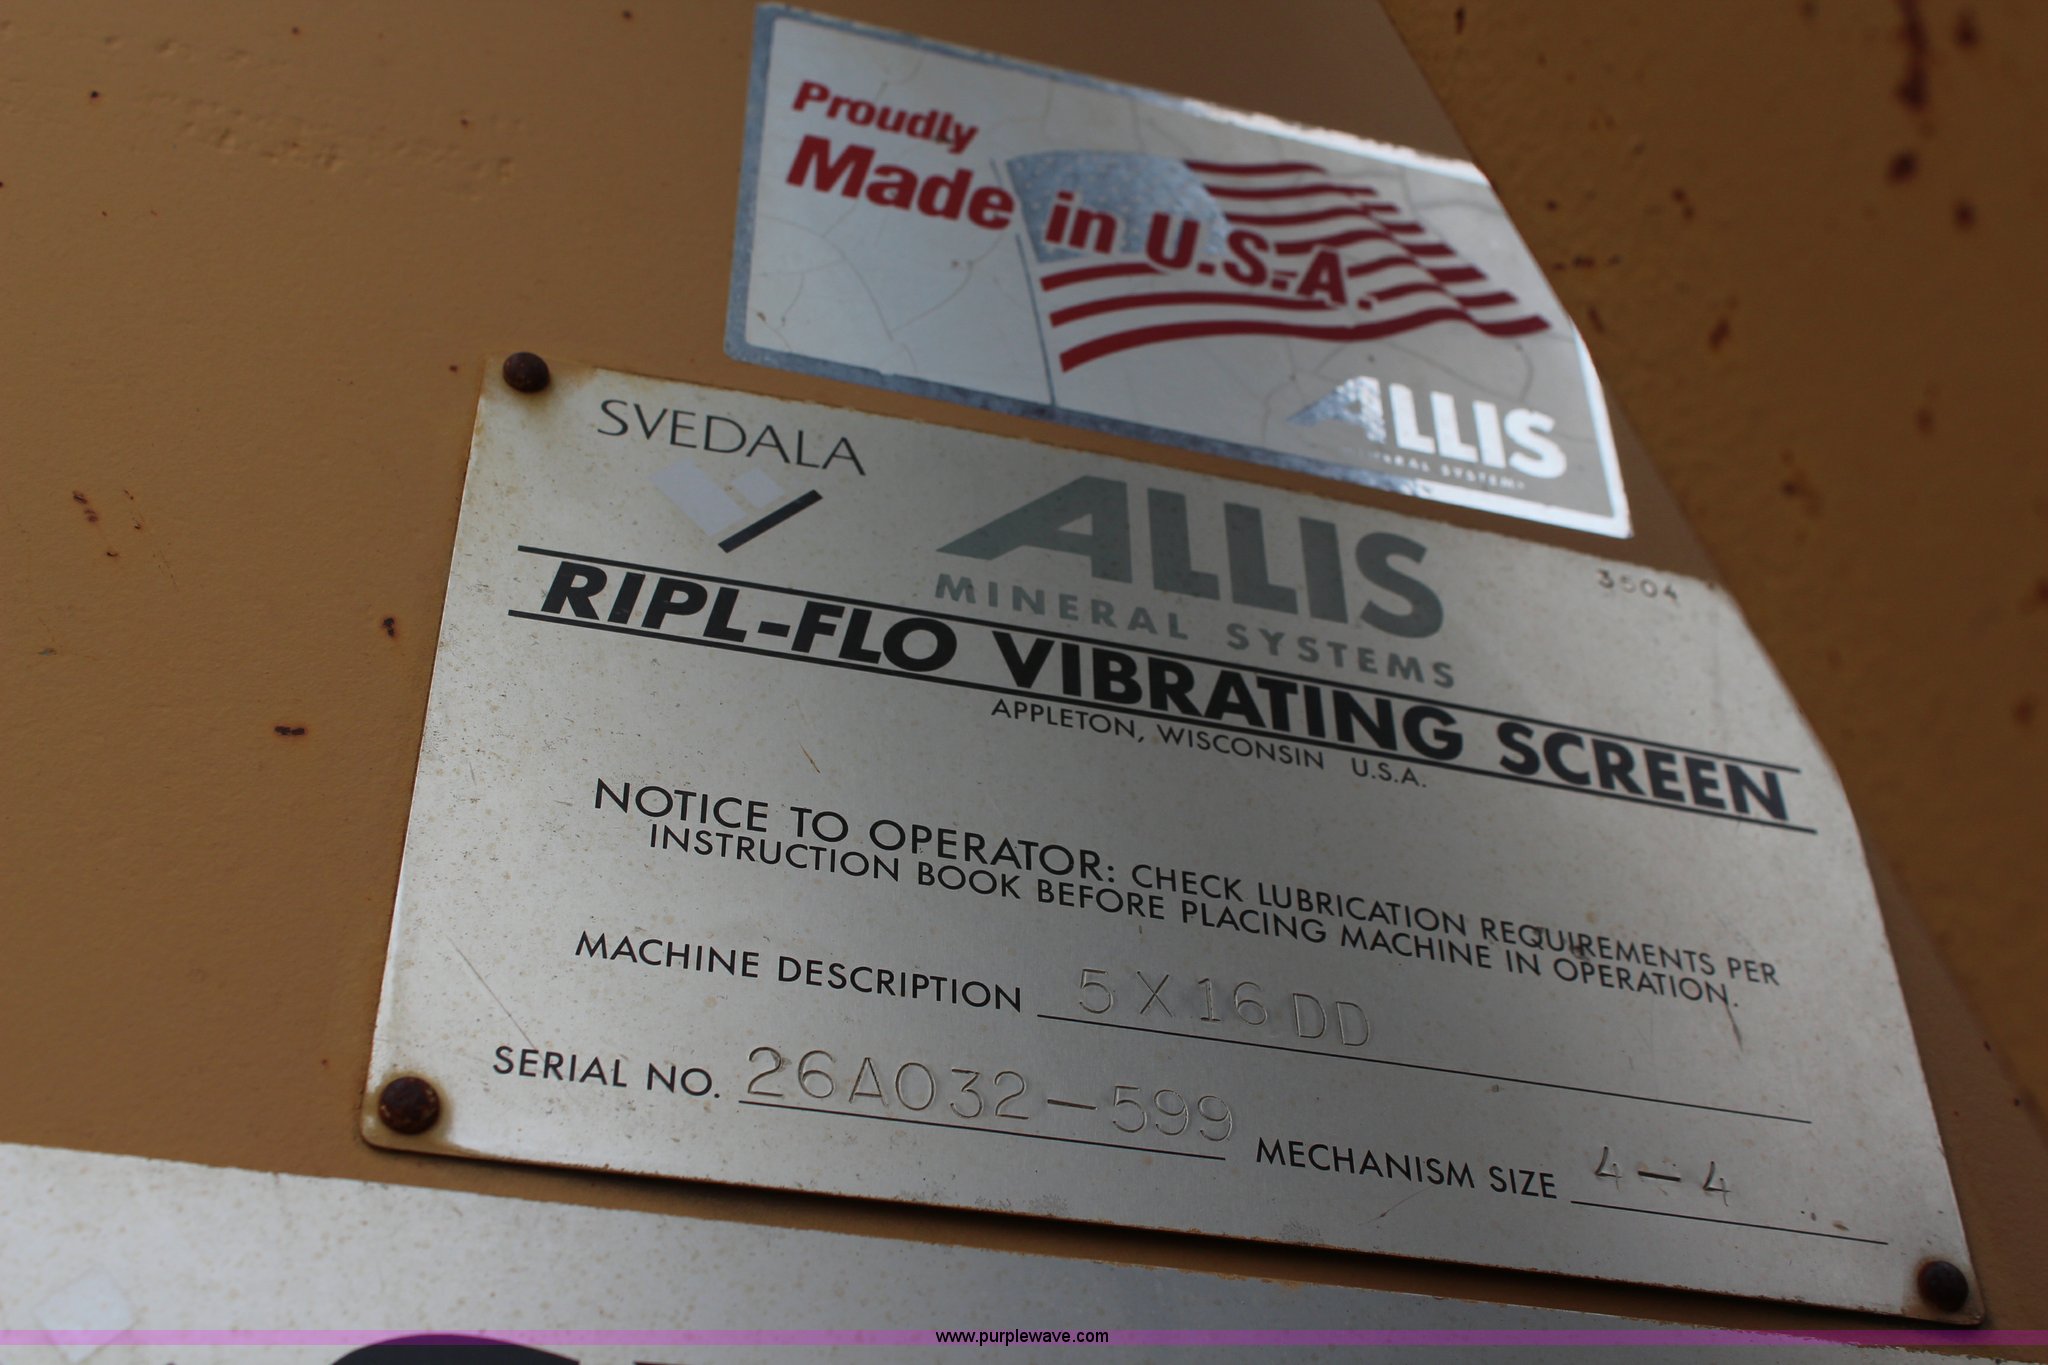 Proudly
Made in U.S.A.
ALLIS
SVEDALA
ALLIS
MINERAL SYSTEMS
3504
RIPL-FLO VIBRATING SCREEN
APPLETON, WISCONSIN U.S.A.
NOTICE TO OPERATOR: CHECK LUBRICATION REQUIREMENTS PER
INSTRUCTION BOOK BEFORE PLACING MACHINE IN OPERATION.
MACHINE DESCRIPTION 5 X 16 DD
SERIAL NO. 26A032-599 MECHANISM SIZE 4-4
www.purplewave.com